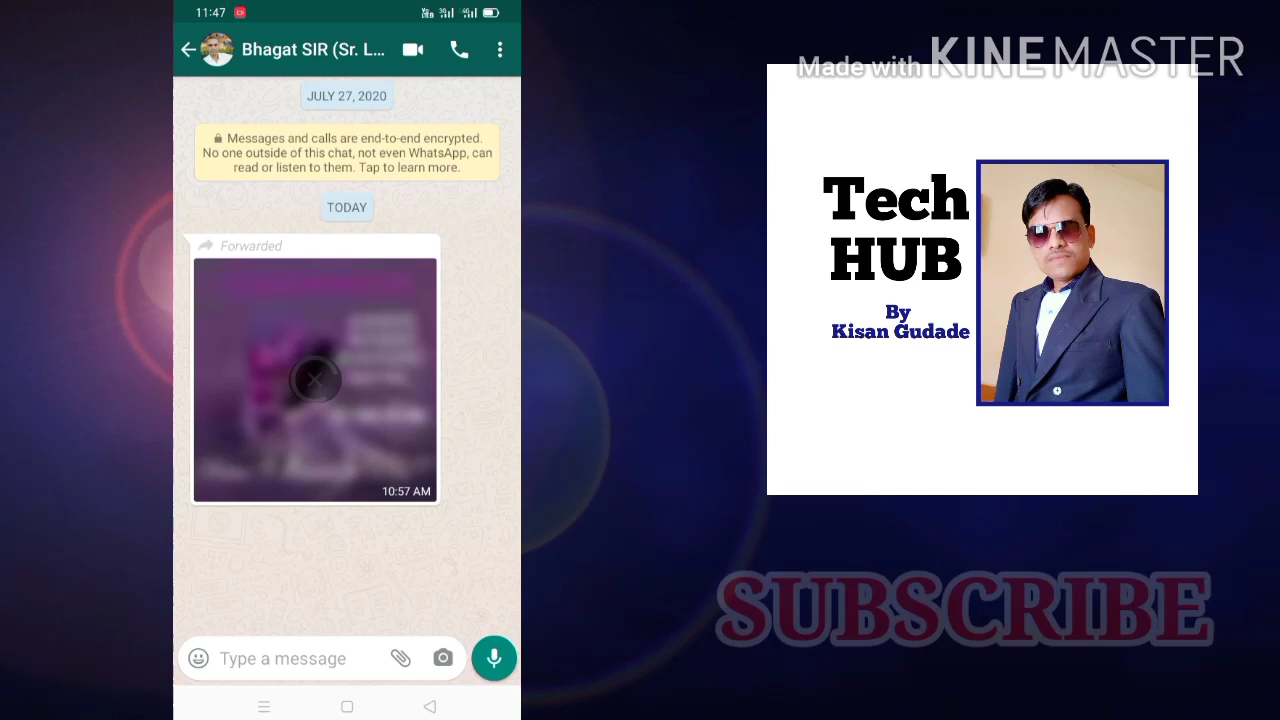 11:47
Bhagat SIR (Sr. L...
JULY 27, 2020
Messages and calls are end-to-end encrypted.
No one outside of this chat, not even WhatsApp, can
read or listen to them. Tap to learn more.
TODAY
Forwarded
10:57 AM
Type a message
Made with KINEMASTER
Tech
HUB
By
Kisan Gudade
SUBSCRIBE